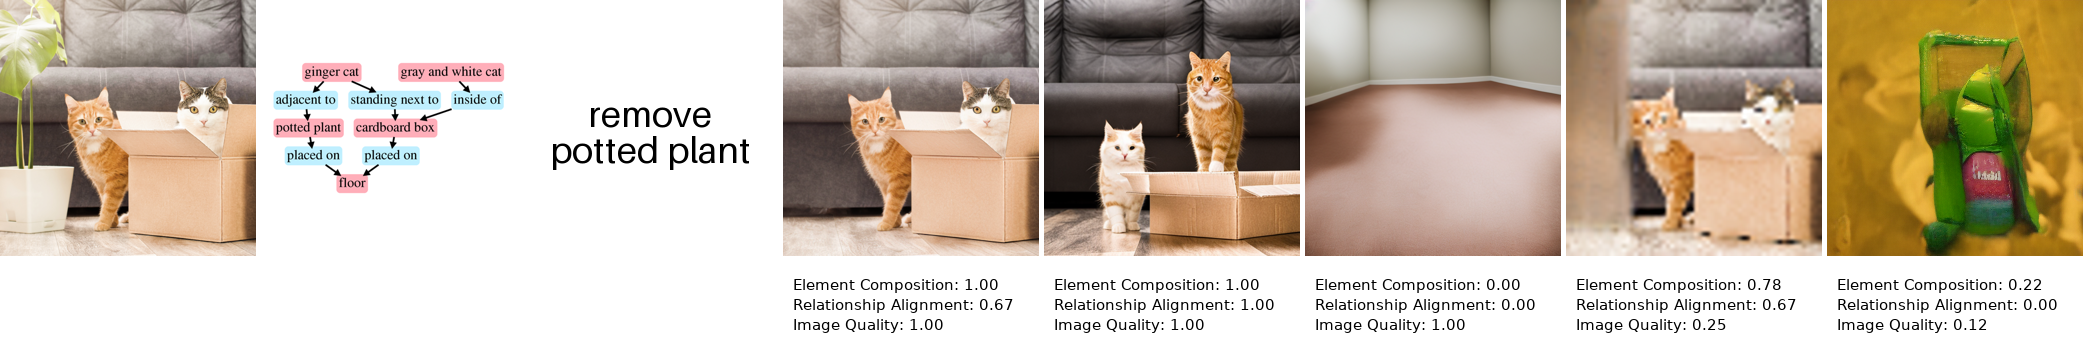 ginger cat
gray and white cat
adjacent to
standing next to
inside of
potted plant
cardboard box
placed on
placed on
floor
remove
potted plant
Element Composition: 1.00
Relationship Alignment: 0.67
Image Quality: 1.00
Element Composition: 1.00
Relationship Alignment: 1.00
Image Quality: 1.00
Element Composition: 0.00
Relationship Alignment: 0.00
Image Quality: 1.00
Element Composition: 0.78
Relationship Alignment: 0.67
Image Quality: 0.25
Element Composition: 0.22
Relationship Alignment: 0.00
Image Quality: 0.12